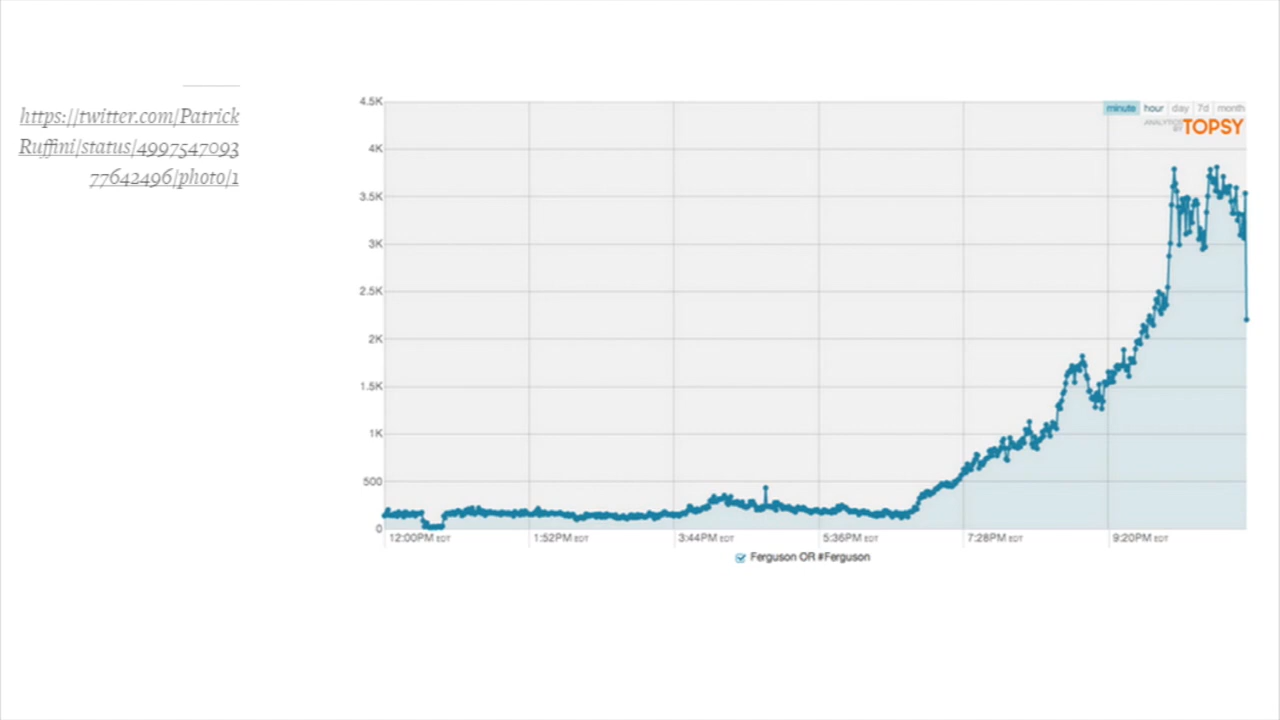 https://twitter.com/Patrick
Ruffini/status/4997547093
77642496/photo/1
4.5K
4K
3.5K
3K
2.5K
2K
1.5K
1K
500
0
minute hour day 7d month
ANALYTICS BY TOPSY
12:00PM EDT 1:52PM EDT 3:44PM EDT 5:36PM EDT 7:28PM EDT 9:20PM EDT
Ferguson OR #Ferguson